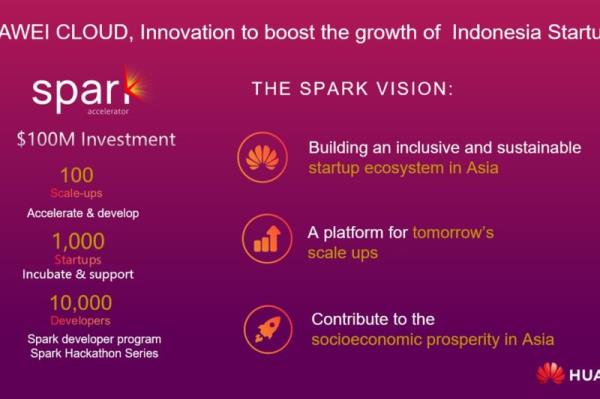 AWEI CLOUD, Innovation to boost the growth of Indonesia Startu
spark
accelerator
$100M Investment
100
Scale-ups
Accelerate & develop
1,000
Startups
Incubate & support
10,000
Developers
Spark developer program
Spark Hackathon Series
THE SPARK VISION:
Building an inclusive and sustainable
startup ecosystem in Asia
A platform for tomorrow's
scale ups
Contribute to the
socioeconomic prosperity in Asia
HUA